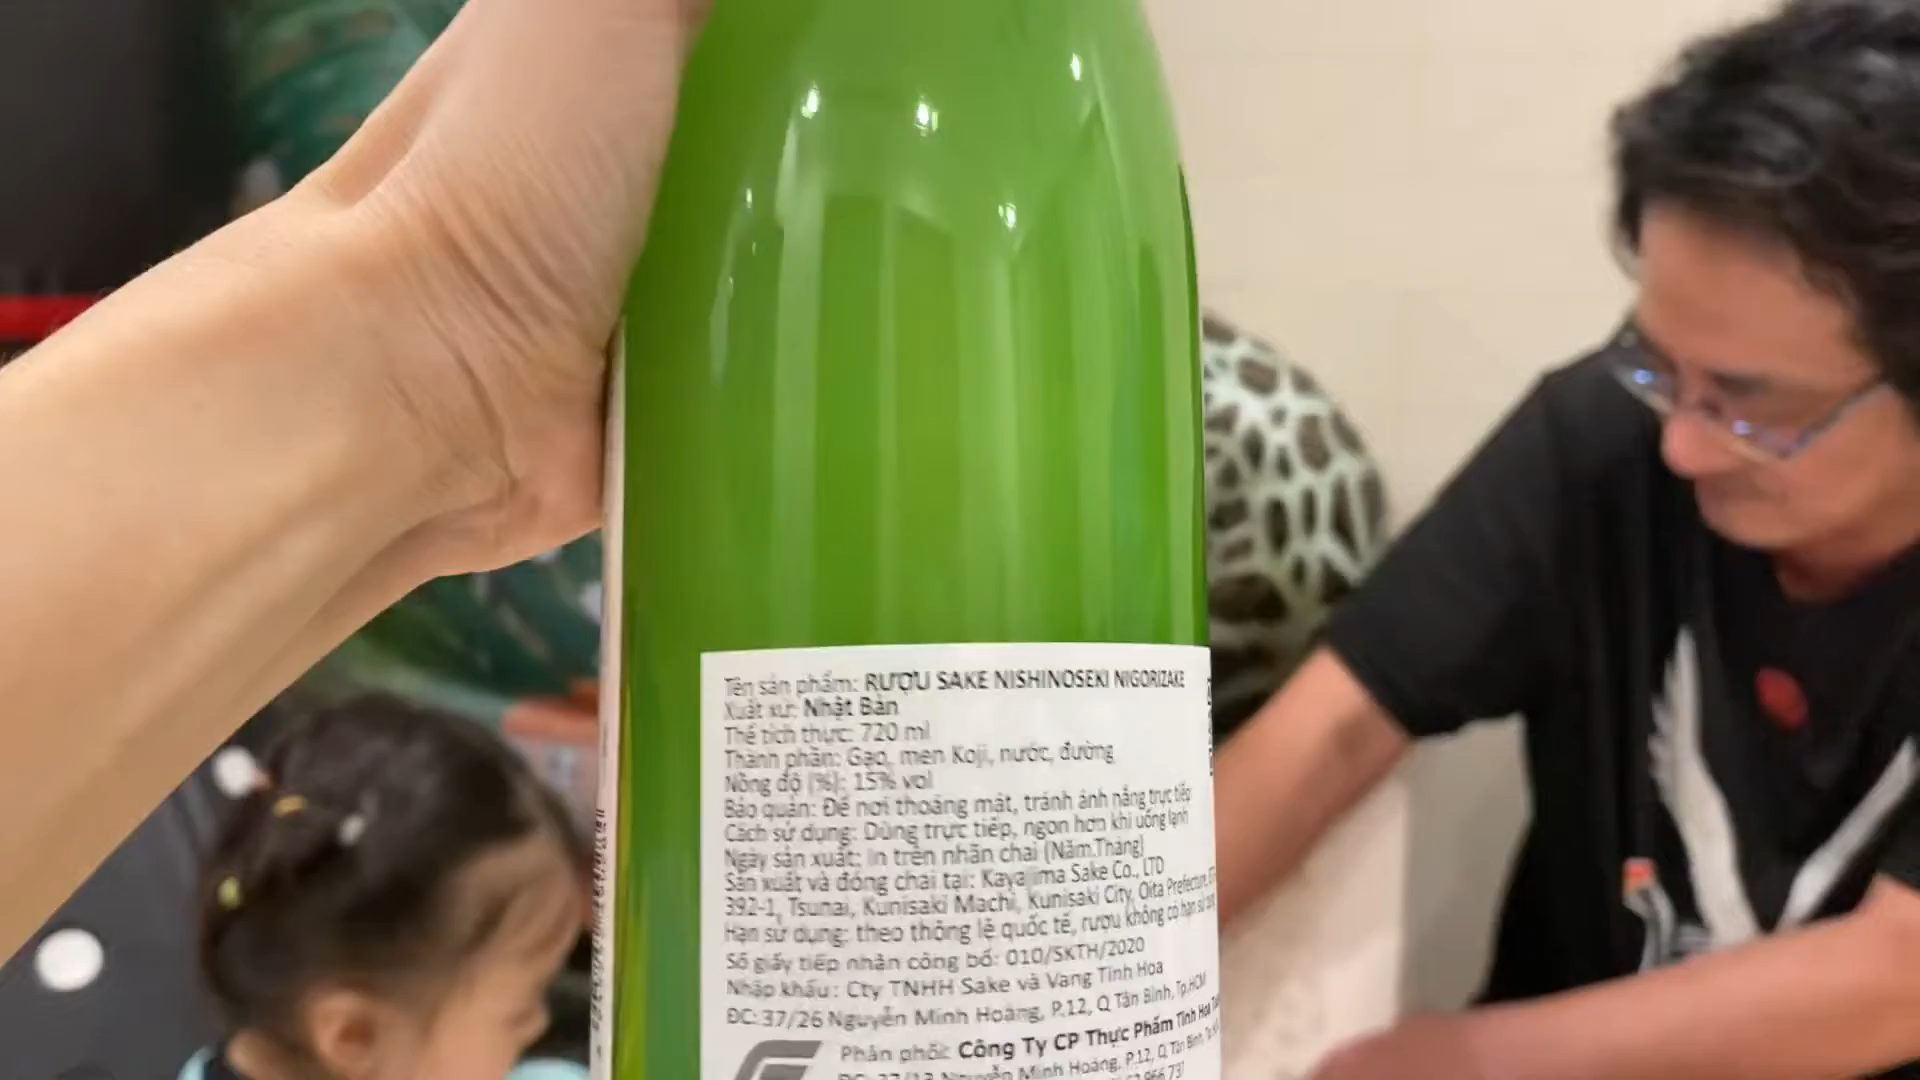 Tên sản phẩm: RƯỢU SAKE NISHINOSEKI NIGORIZAKE
Xuất xứ: Nhật Bản
Thể tích thực: 720 ml
Thành phần: Gạo, men Koji, nước, đường
Nồng độ (%): 15% vol
Bảo quản: Để nơi thoáng mát, tránh ánh nắng trực tiếp
Cách sử dụng: Dùng trực tiếp, ngon hơn khi uống lạnh
Ngày sản xuất: In trên nhãn chai (Năm.Tháng)
Sản xuất và đóng chai tại: Kayajima Sake Co., LTD
392-1, Tsunai, Kunisaki Machi, Kunisaki City, Oita Prefecture,
Hạn sử dụng: theo thông lệ quốc tế, rượu không có hạn sử dụng
Số giấy tiếp nhận công bố: 010/SKTH/2020
Nhập khẩu: Cty TNHH Sake và Vang Tinh Hoa
ĐC: 37/26 Nguyễn Minh Hoàng, P.12, Q Tân Bình, Tp.HCM
Phân phối: Công Ty CP Thực Phẩm Tinh Hoa
Nguyễn Minh Hoàng, P.12, Q Tân Bình,